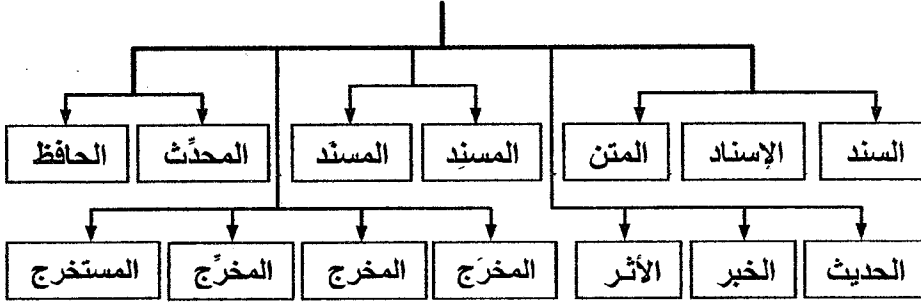 السند الإسناد المتن المسنِد المسنَد المحدِّث الحافظ
الحديث الخبر الأثر المخرَج المخرج المخرِّج المستخرج